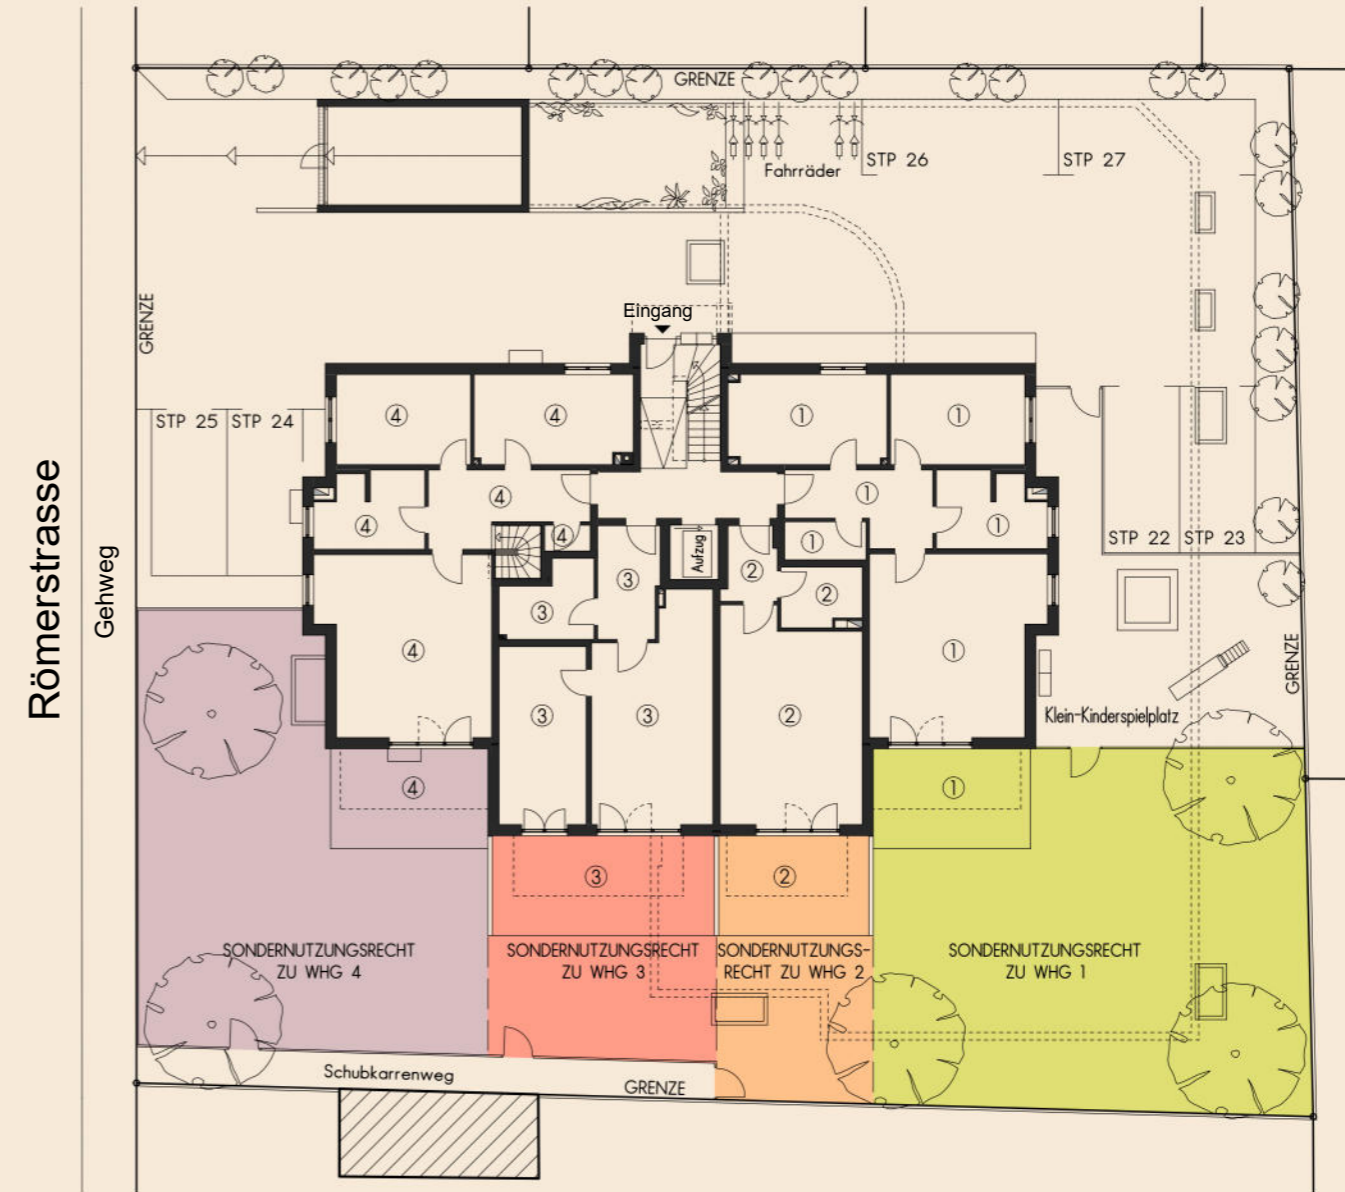 GRENZE
STP 26
STP 27
Fahrräder
Eingang
GRENZE
④
④
①
①
STP 25
STP 24
④
④
④
①
①
①
STP 22
STP 23
Aufzug
Römerstrasse
Gehweg
③
②
③
②
④
①
GRENZE
③
③
②
Klein-Kinderspielplatz
④
①
③
②
SONDERNUTZUNGSRECHT
ZU WHG 4
SONDERNUTZUNGSRECHT
ZU WHG 3
SONDERNUTZUNGS-
RECHT ZU WHG 2
SONDERNUTZUNGSRECHT
ZU WHG 1
Schubkarrenweg
GRENZE